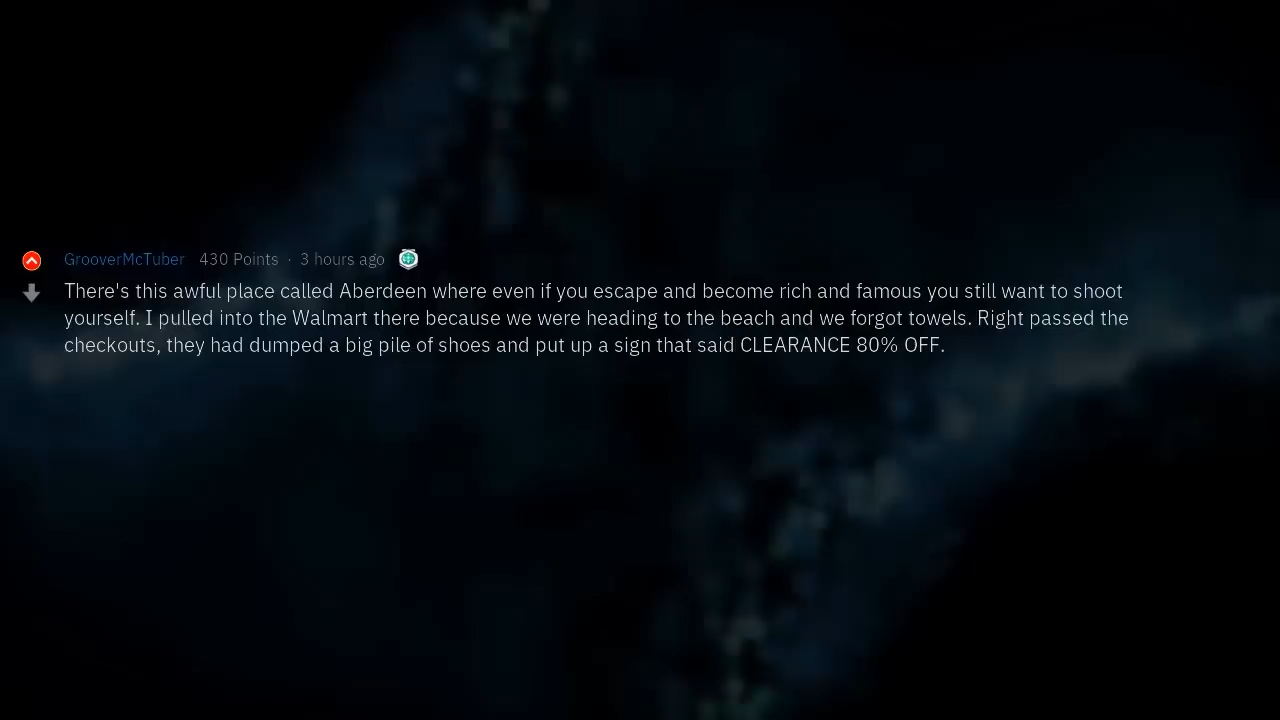 GrooverMcTuber 430 Points · 3 hours ago
There's this awful place called Aberdeen where even if you escape and become rich and famous you still want to shoot
yourself. I pulled into the Walmart there because we were heading to the beach and we forgot towels. Right passed the
checkouts, they had dumped a big pile of shoes and put up a sign that said CLEARANCE 80% OFF.